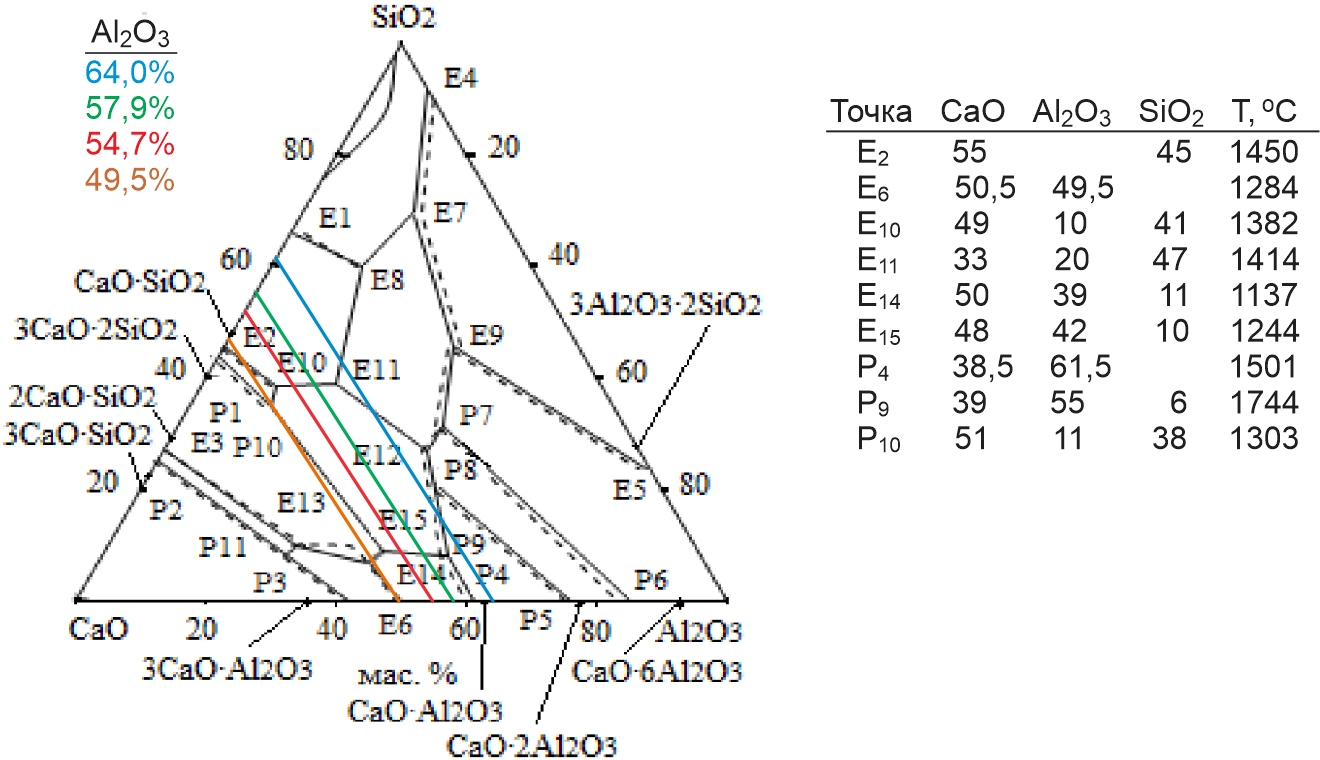 SiO2
Al₂O₃
64,0%
57,9%
54,7%
49,5%
E4
80
20
E1
E7
60
40
E8
CaO·SiO2
3Al2O3·2SiO2
3CaO·2SiO2
E2
E9
E10
E11
40
60
2CaO·SiO2
P1
P7
3CaO·SiO2
E3
P10
E12
P8
20
E5
80
E13
P2
E15
P11
P9
P3
E14
P4
P6
CaO
20
40
E6
60
P5
80
Al2O3
3CaO·Al2O3
мас. %
CaO·6Al2O3
CaO·Al2O3
CaO·2Al2O3
Точка CaO Al₂O₃ SiO₂ T, ºC
E₂ 55 45 1450
E₆ 50,5 49,5 1284
E₁₀ 49 10 41 1382
E₁₁ 33 20 47 1414
E₁₄ 50 39 11 1137
E₁₅ 48 42 10 1244
P₄ 38,5 61,5 1501
P₉ 39 55 6 1744
P₁₀ 51 11 38 1303